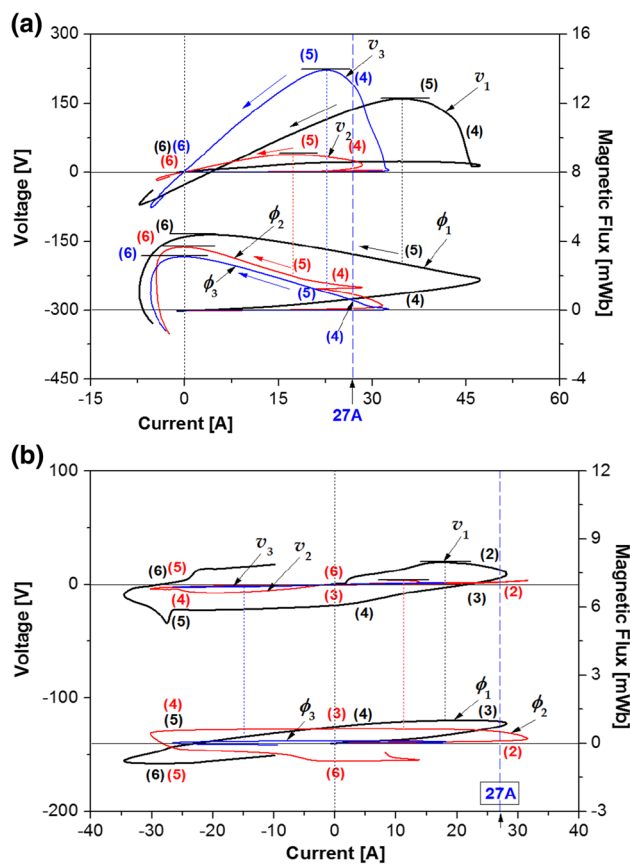 (a)
300
150
0
-150
-300
-450
Voltage [V]
16
14
12
10
8
6
4
2
0
-2
-4
Magnetic Flux [mWb]
(5) v3
(4) (5) v1
(6) (6) (5) v2 (4) (4)
(6)
(6) (6) (6) ϕ2 ϕ1
(5) (5)
ϕ3 (5) (4) (4)
(4)
-15 0 15 30 45 60
Current [A] 27A
(b)
100
0
-100
-200
Voltage [V]
12
9
6
3
0
-3
Magnetic Flux [mWb]
v1
(6) (5) v3 v2 (6) (2)
(4) (3) (3) (2)
(5) (4)
(4) (3) ϕ1
(5) ϕ3 (4) (3) ϕ2
(2)
(6) (5) (6)
27A
-40 -30 -20 -10 0 10 20 30 40
Current [A]